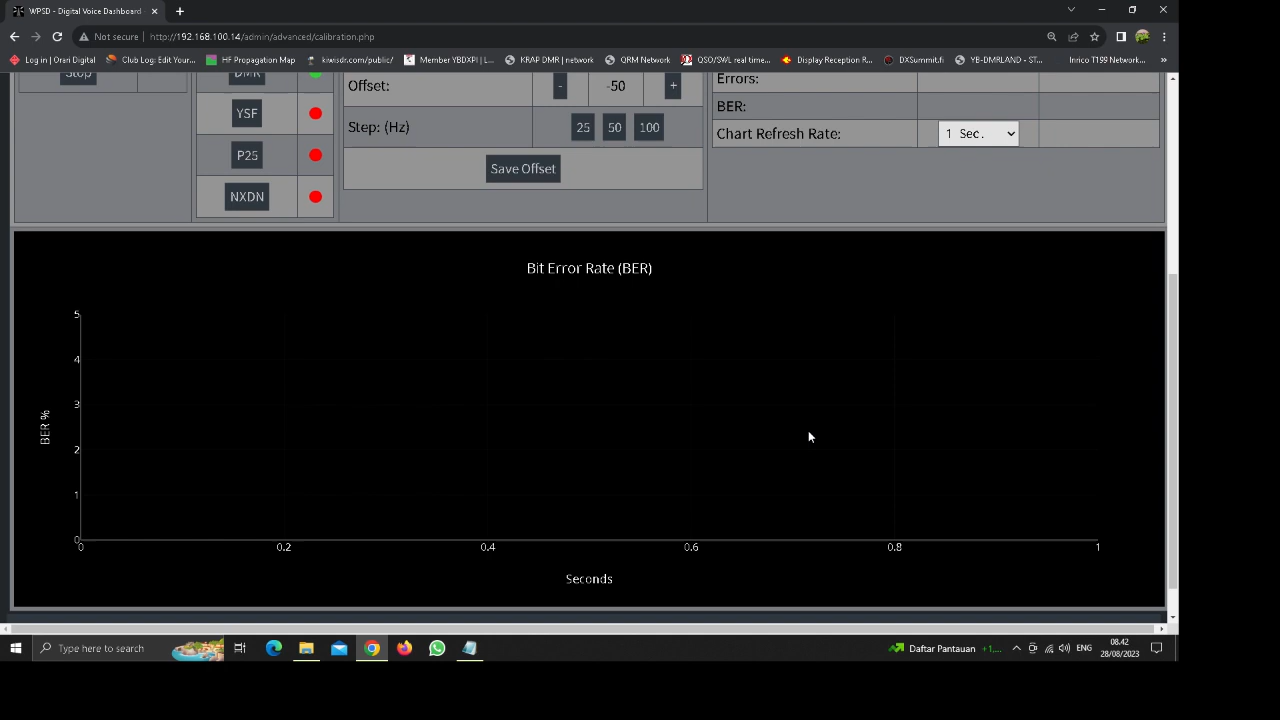 WPSD - Digital Voice Dashboard
Not secure
http://192.168.100.14/admin/advanced/calibration.php
Log in | Orari Digital
Club Log: Edit Your...
HF Propagation Map
kiwisdr.com/public/
Member YBDXPI | L...
KRAP DMR | network
QRM Network
QSO/SWL real time...
Display Reception R...
DXSummit.fi
YB-DMRLAND - ST...
Inrico T199 Network...
Stop
DMR
Offset:
-
-50
+
Errors:
YSF
BER:
Step: (Hz)
25
50
100
Chart Refresh Rate:
1 Sec.
P25
Save Offset
NXDN
Bit Error Rate (BER)
5
4
3
2
1
0
BER %
0
0.2
0.4
0.6
0.8
1
Seconds
Type here to search
Daftar Pantauan
+1,...
ENG
08.42
28/08/2023